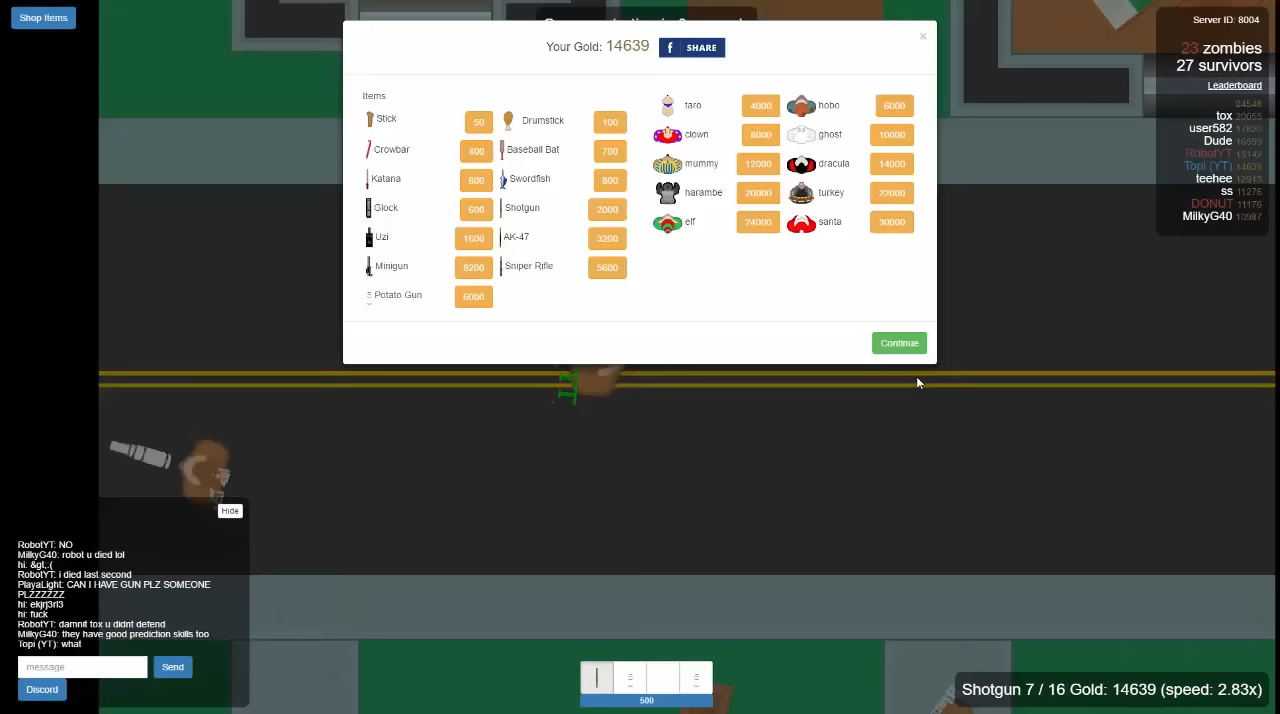 Shop Items
Your Gold: 14639
f SHARE
×
Items
Stick 50 Drumstick 100
Crowbar 400 Baseball Bat 700
Katana 800 Swordfish 800
Glock 600 Shotgun 2000
Uzi 1600 AK-47 3200
Minigun 8200 Sniper Rifle 5600
Potato Gun 6000
taro 4000 hobo 6000
clown 8000 ghost 10000
mummy 12000 dracula 14000
harambe 20000 turkey 22000
elf 24000 santa 30000
Continue
Server ID: 8004
23 zombies
27 survivors
Leaderboard
24548
tox 20055
user582 17820
Dude 16599
RobotYT 15142
Topi (YT) 14639
teehee 12915
ss 11276
DONUT 11176
MilkyG40 10987
Hide
RobotYT: NO
MilkyG40: robot u died lol
hi: &gt;,:(
RobotYT: i died last second
PlayaLight: CAN I HAVE GUN PLZ SOMEONE
PLZZZZZZ
hi: ekjrj3rl3
hi: fuck
RobotYT: damnit tox u didnt defend
MilkyG40: they have good prediction skills too
Topi (YT): what
message
Send
Discord
500
Shotgun 7 / 16 Gold: 14639 (speed: 2.83x)